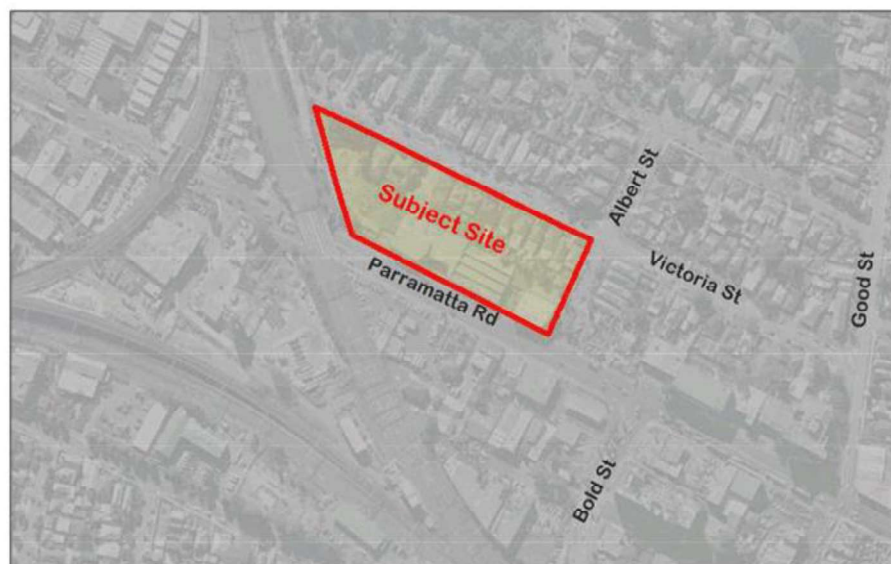 Albert St
Subject Site
Victoria St
Good St
Parramatta Rd
Bold St